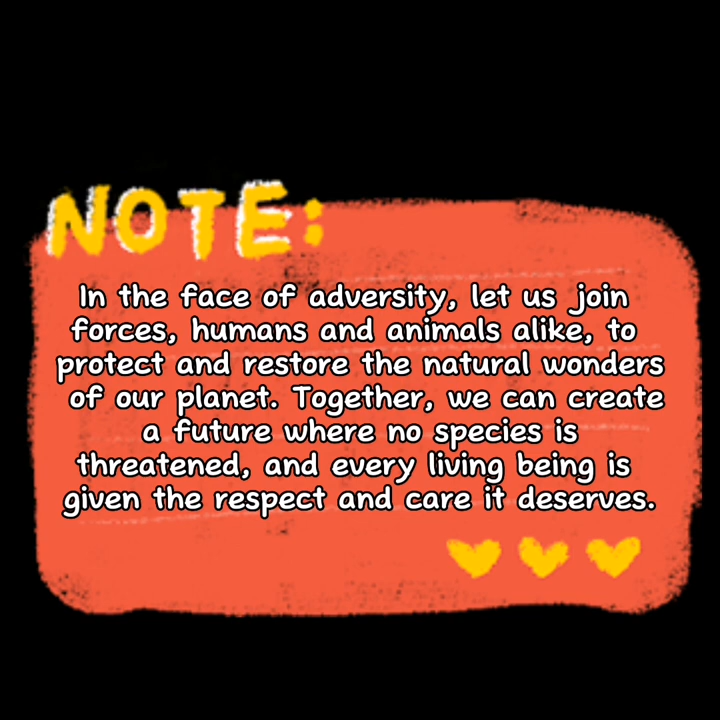 NOTE:
In the face of adversity, let us join
forces, humans and animals alike, to
protect and restore the natural wonders
of our planet. Together, we can create
a future where no species is
threatened, and every living being is
given the respect and care it deserves.